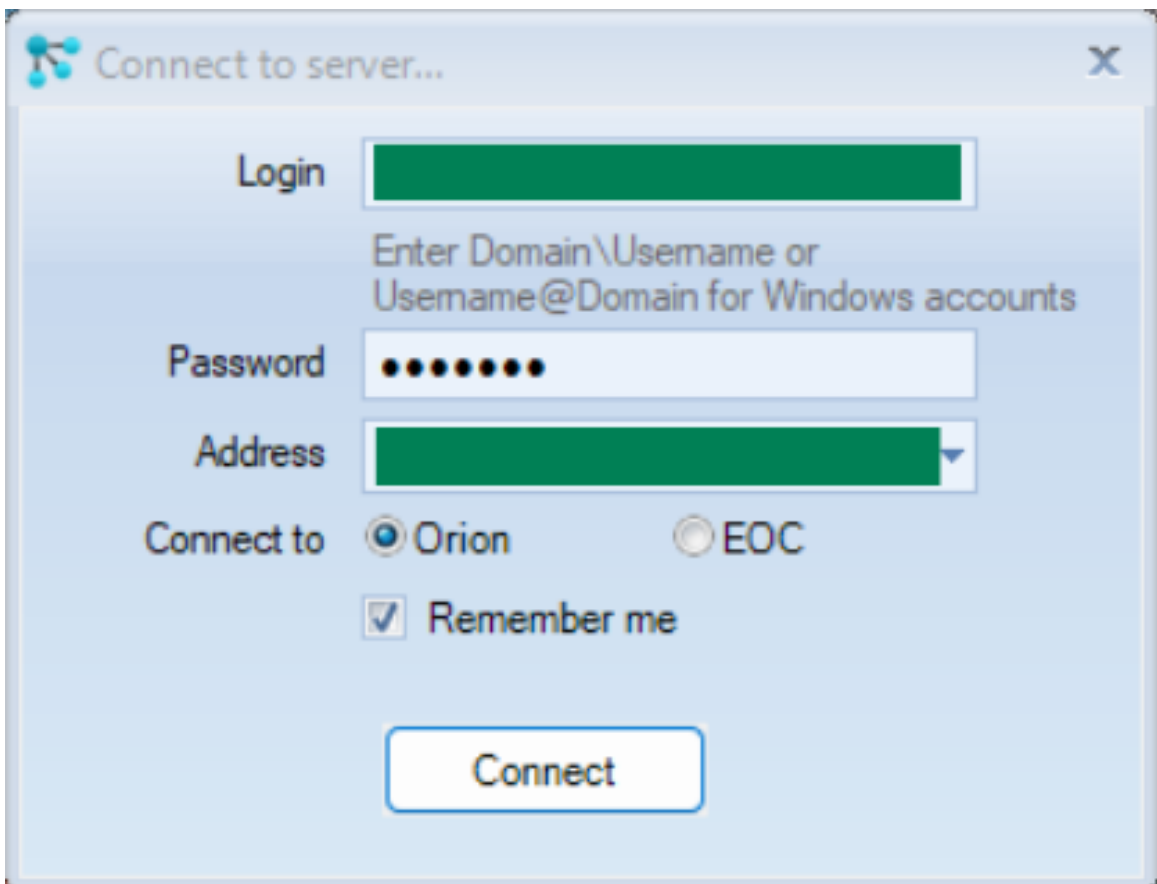 Connect to server...
Login
Enter Domain\Username or
Username@Domain for Windows accounts
Password •••••••
Address
Connect to Orion EOC
Remember me
Connect